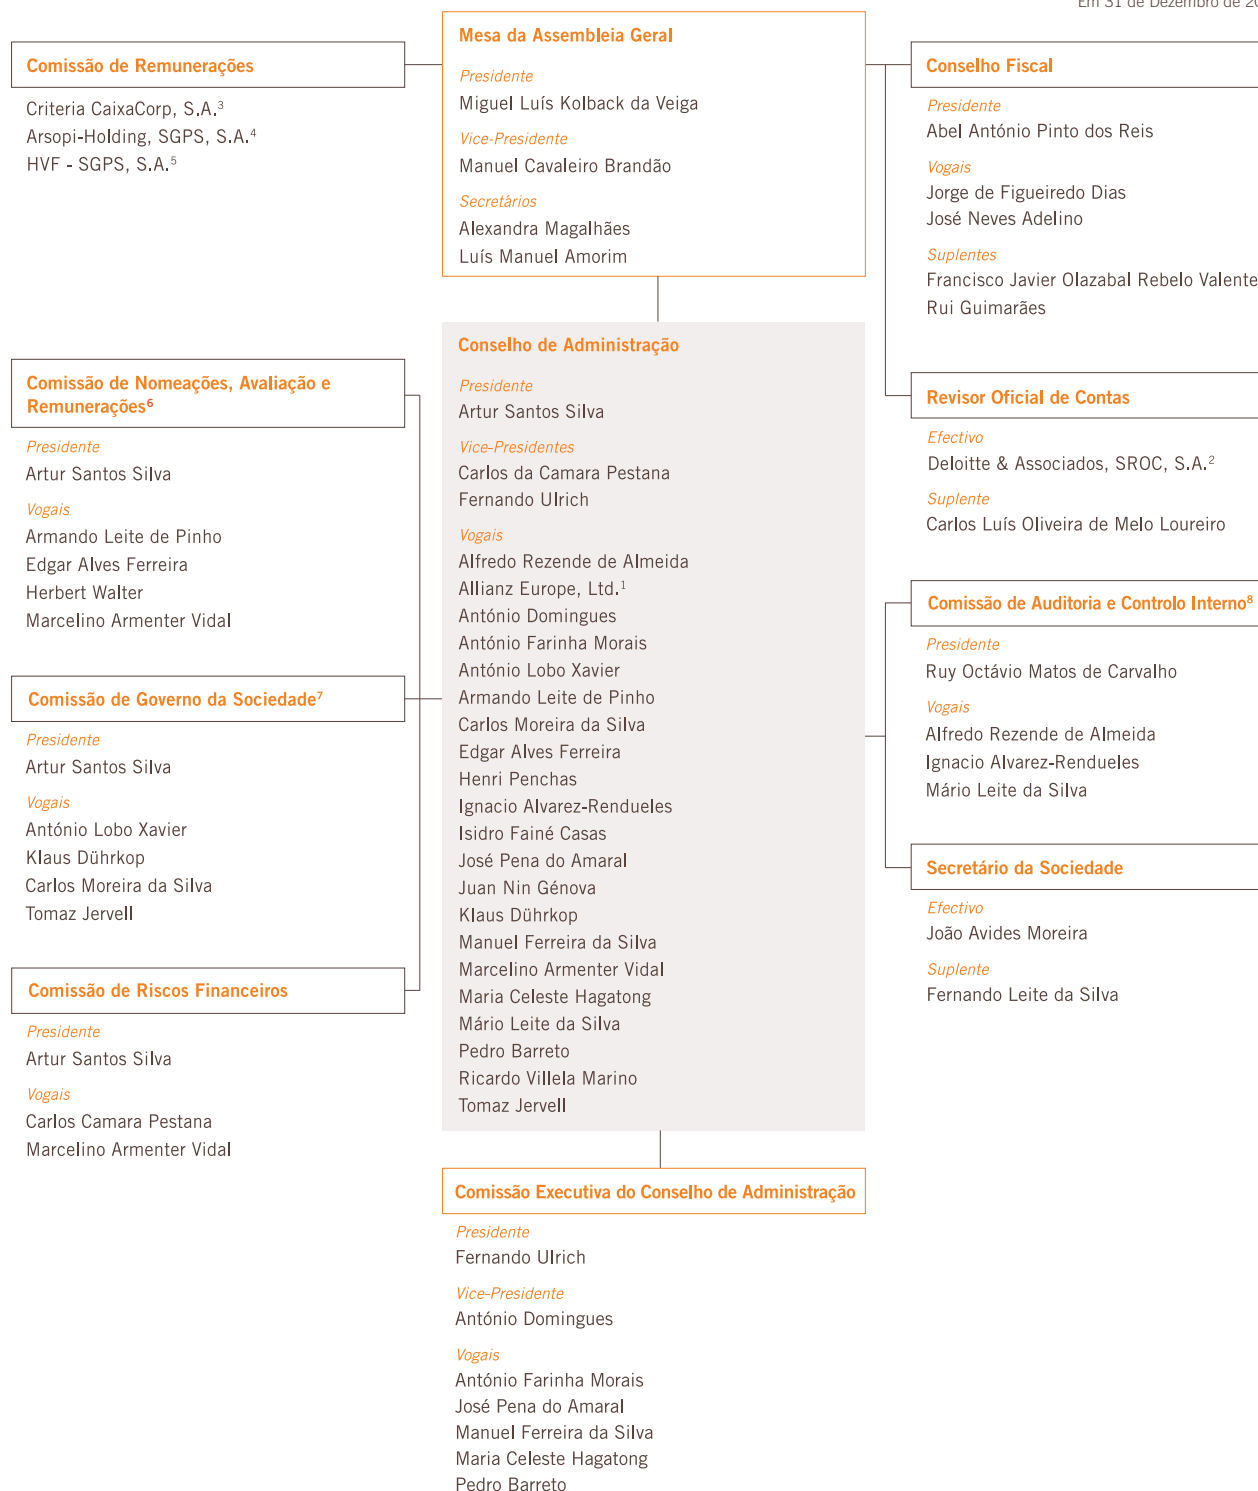 Em 31 de Dezembro de 20
Comissão de Remunerações
Criteria CaixaCorp, S.A.³
Arsopi-Holding, SGPS, S.A.⁴
HVF - SGPS, S.A.⁵
Mesa da Assembleia Geral
Presidente
Miguel Luís Kolback da Veiga
Vice-Presidente
Manuel Cavaleiro Brandão
Secretários
Alexandra Magalhães
Luís Manuel Amorim
Conselho Fiscal
Presidente
Abel António Pinto dos Reis
Vogais
Jorge de Figueiredo Dias
José Neves Adelino
Suplentes
Francisco Javier Olazabal Rebelo Valente
Rui Guimarães
Comissão de Nomeações, Avaliação e
Remunerações⁶
Presidente
Artur Santos Silva
Vogais
Armando Leite de Pinho
Edgar Alves Ferreira
Herbert Walter
Marcelino Armenter Vidal
Comissão de Governo da Sociedade⁷
Presidente
Artur Santos Silva
Vogais
António Lobo Xavier
Klaus Dührkop
Carlos Moreira da Silva
Tomaz Jervell
Comissão de Riscos Financeiros
Presidente
Artur Santos Silva
Vogais
Carlos Camara Pestana
Marcelino Armenter Vidal
Conselho de Administração
Presidente
Artur Santos Silva
Vice-Presidentes
Carlos da Camara Pestana
Fernando Ulrich
Vogais
Alfredo Rezende de Almeida
Allianz Europe, Ltd.¹
António Domingues
António Farinha Morais
António Lobo Xavier
Armando Leite de Pinho
Carlos Moreira da Silva
Edgar Alves Ferreira
Henri Penchas
Ignacio Alvarez-Rendueles
Isidro Fainé Casas
José Pena do Amaral
Juan Nin Génova
Klaus Dührkop
Manuel Ferreira da Silva
Marcelino Armenter Vidal
Maria Celeste Hagatong
Mário Leite da Silva
Pedro Barreto
Ricardo Villela Marino
Tomaz Jervell
Revisor Oficial de Contas
Efectivo
Deloitte & Associados, SROC, S.A.²
Suplente
Carlos Luís Oliveira de Melo Loureiro
Comissão de Auditoria e Controlo Interno⁸
Presidente
Ruy Octávio Matos de Carvalho
Vogais
Alfredo Rezende de Almeida
Ignacio Alvarez-Rendueles
Mário Leite da Silva
Secretário da Sociedade
Efectivo
João Avides Moreira
Suplente
Fernando Leite da Silva
Comissão Executiva do Conselho de Administração
Presidente
Fernando Ulrich
Vice-Presidente
António Domingues
Vogais
António Farinha Morais
José Pena do Amaral
Manuel Ferreira da Silva
Maria Celeste Hagatong
Pedro Barreto